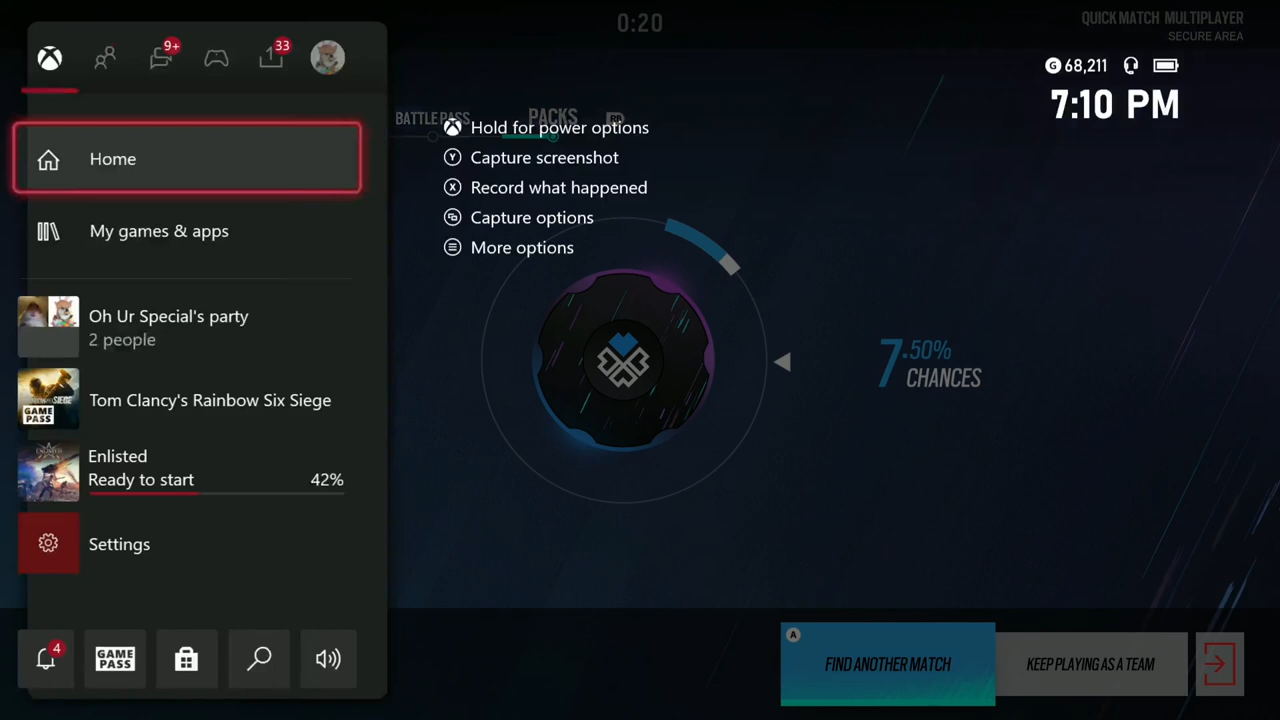 0:20
QUICK MATCH MULTIPLAYER
SECURE AREA
9+
33
G 68,211
7:10 PM
BATTLE PASS
PACKS
Hold for power options
Y Capture screenshot
X Record what happened
Capture options
More options
Home
My games & apps
Oh Ur Special's party
2 people
GAME PASS
Tom Clancy's Rainbow Six Siege
ENLISTED
Enlisted
Ready to start
42%
Settings
7.50%
CHANCES
4
GAME
PASS
A
FIND ANOTHER MATCH
KEEP PLAYING AS A TEAM